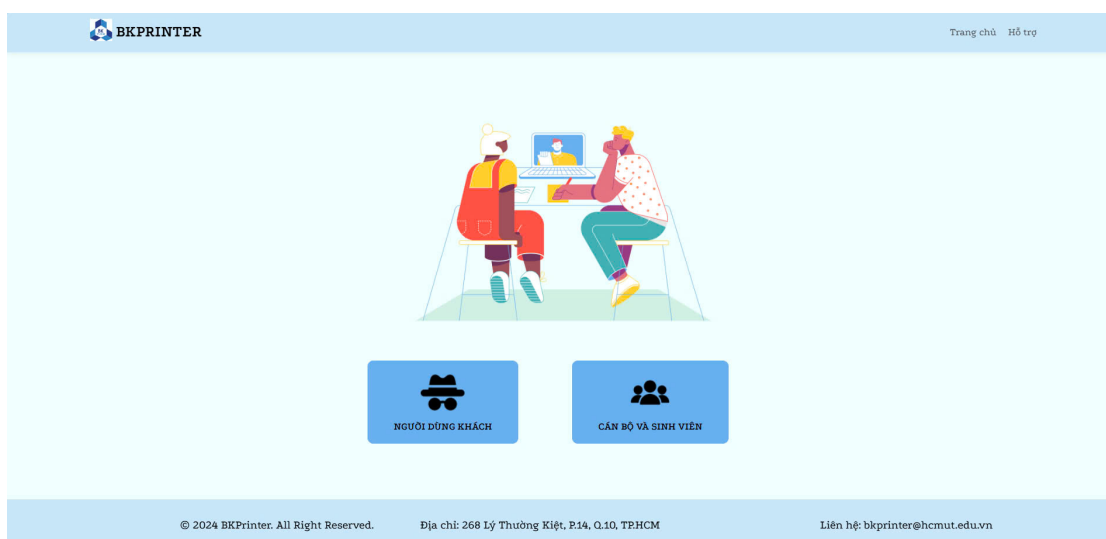 BKPRINTER
Trang chủ Hỗ trợ
NGƯỜI DÙNG KHÁCH
CÁN BỘ VÀ SINH VIÊN
© 2024 BKPrinter. All Right Reserved. Địa chỉ: 268 Lý Thường Kiệt, P.14, Q.10, TP.HCM Liên hệ: bkprinter@hcmut.edu.vn